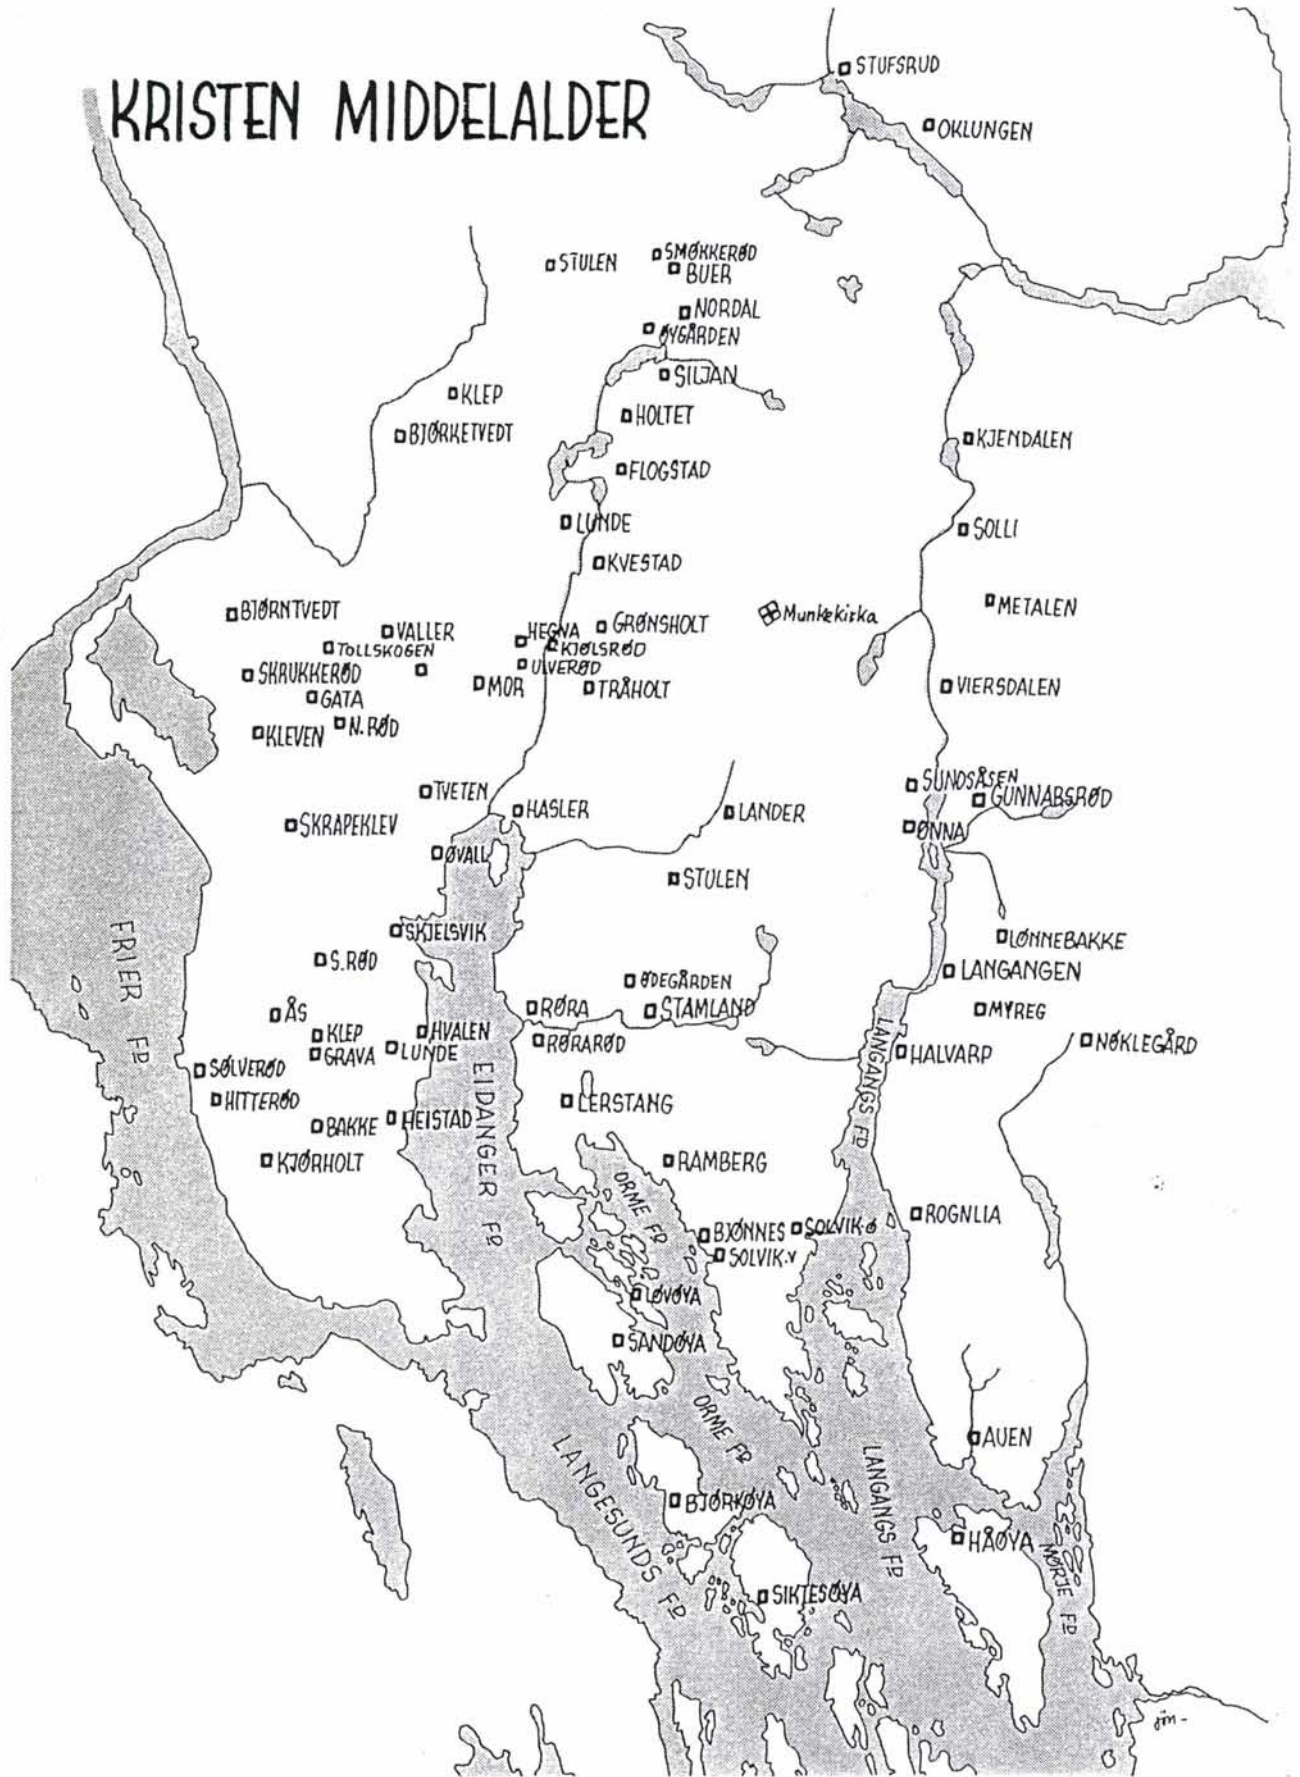 KRISTEN MIDDELALDER
STUFSRUD
OKLUNGEN
STULEN
SMØKKERØD
BUER
NORDAL
ØYGÅRDEN
SILJAN
KLEP
HOLTET
BJØRKETVEDT
KJENDALEN
FLOGSTAD
LUNDE
SOLLI
KVESTAD
BJØRNTVEDT
METALEN
Munkekirka
VALLER
HEGNA
GRØNSHOLT
TOLLSKOGEN
KJØLSRØD
SKRUKKERØD
ULVERØD
MOR
TRÅHOLT
VIERSDALEN
GATA
N. RØD
KLEVEN
SUNDSÅSEN
TVETEN
GUNNARSRØD
HASLER
LANDER
SKRAPEKLEV
ØNNA
ØVALL
STULEN
SKJELSVIK
LØNNEBAKKE
FRIER FD
S.RØD
LANGANGEN
ØDEGÅRDEN
RØRA
STAMLAND
MYREG
ÅS
KLEP
HVALEN
RØRARØD
NØKLEGÅRD
GRAVA
LUNDE
HALVARP
LANGANGS FD
SØLVERØD
EIDANGER FD
HITTERØD
LERSTANG
BAKKE
HEISTAD
KJØRHOLT
RAMBERG
ORME FD
ROGNLIA
BJØNNES
SOLVIK.Ø
SOLVIK.V
LØVØYA
SANDØYA
ORME FD
AUEN
LANGESUNDS FD
LANGANGS FD
BJØRKØYA
HÅØYA
MØRJE FD
SIKTESØYA